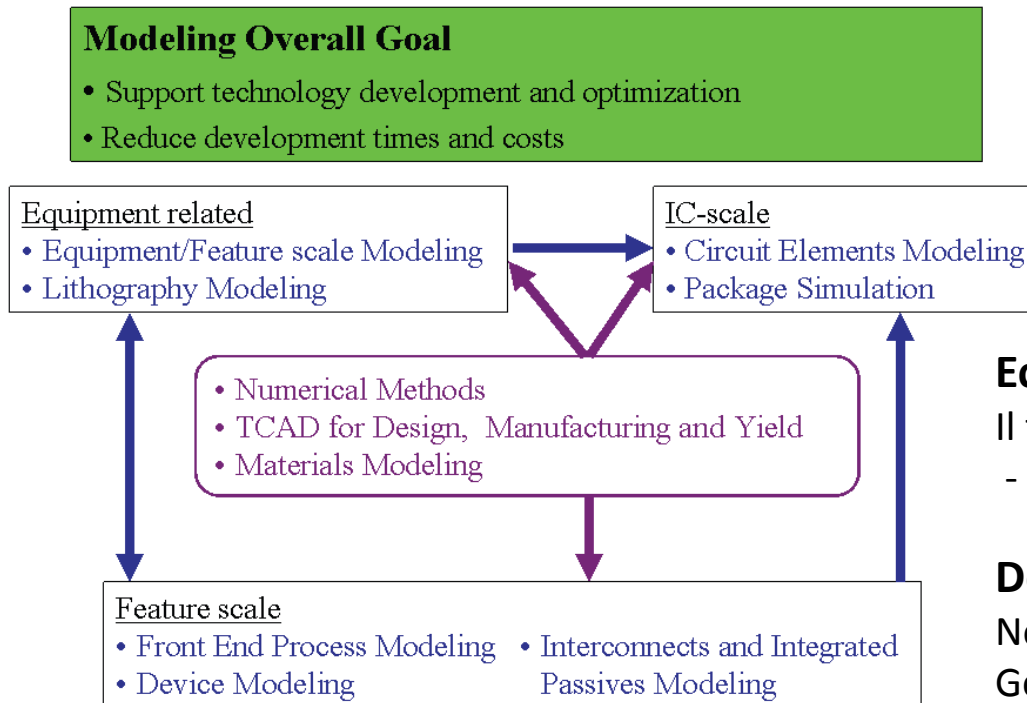 Modeling Overall Goal
• Support technology development and optimization
• Reduce development times and costs
Equipment related
• Equipment/Feature scale Modeling
• Lithography Modeling
IC-scale
• Circuit Elements Modeling
• Package Simulation
• Numerical Methods
• TCAD for Design, Manufacturing and Yield
• Materials Modeling
Feature scale
• Front End Process Modeling
• Device Modeling
• Interconnects and Integrated
Passives Modeling
Il
-